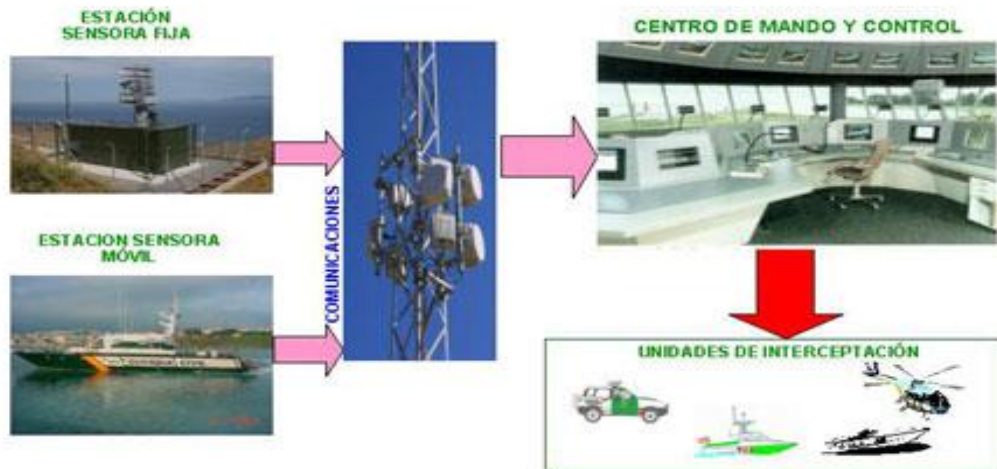 ESTACIÓN
SENSORA FIJA
CENTRO DE MANDO Y CONTROL
COMUNICACIONES
ESTACION SENSORA
MÓVIL
UNIDADES DE INTERCEPTACIÓN